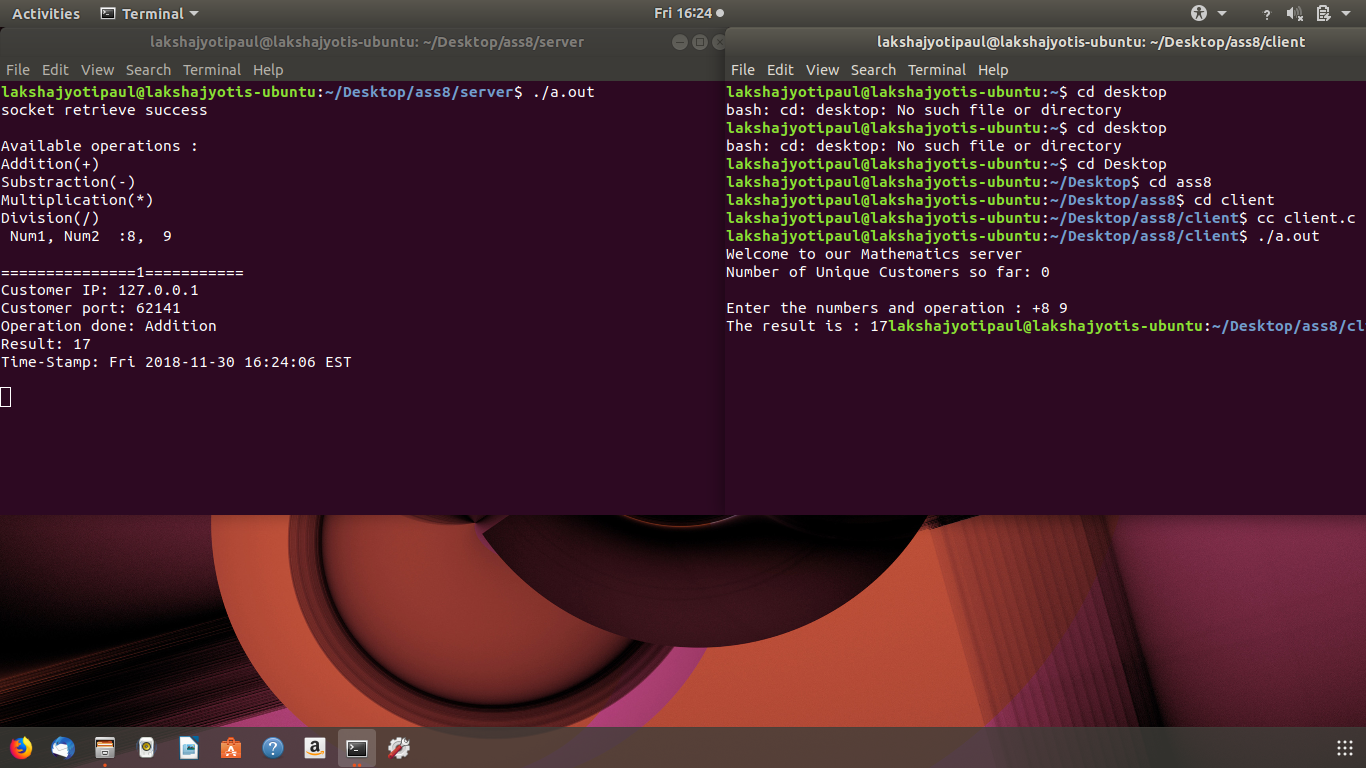 Activities Terminal Fri 16:24 ?
lakshajyotipaul@lakshajyotis-ubuntu: ~/Desktop/ass8/server
File Edit View Search Terminal Help
lakshajyotipaul@lakshajyotis-ubuntu:~/Desktop/ass8/server$ ./a.out
socket retrieve success
Available operations :
Addition(+)
Substraction(-)
Multiplication(*)
Division(/)
Num1, Num2  :8,  9
===============1===========
Customer IP: 127.0.0.1
Customer port: 62141
Operation done: Addition
Result: 17
Time-Stamp: Fri 2018-11-30 16:24:06 EST
lakshajyotipaul@lakshajyotis-ubuntu: ~/Desktop/ass8/client
File Edit View Search Terminal Help
lakshajyotipaul@lakshajyotis-ubuntu:~$ cd desktop
bash: cd: desktop: No such file or directory
lakshajyotipaul@lakshajyotis-ubuntu:~$ cd desktop
bash: cd: desktop: No such file or directory
lakshajyotipaul@lakshajyotis-ubuntu:~$ cd Desktop
lakshajyotipaul@lakshajyotis-ubuntu:~/Desktop$ cd ass8
lakshajyotipaul@lakshajyotis-ubuntu:~/Desktop/ass8$ cd client
lakshajyotipaul@lakshajyotis-ubuntu:~/Desktop/ass8/client$ cc client.c
lakshajyotipaul@lakshajyotis-ubuntu:~/Desktop/ass8/client$ ./a.out
Welcome to our Mathematics server
Number of Unique Customers so far: 0
Enter the numbers and operation : +8 9
The result is : 17lakshajyotipaul@lakshajyotis-ubuntu:~/Desktop/ass8/cl